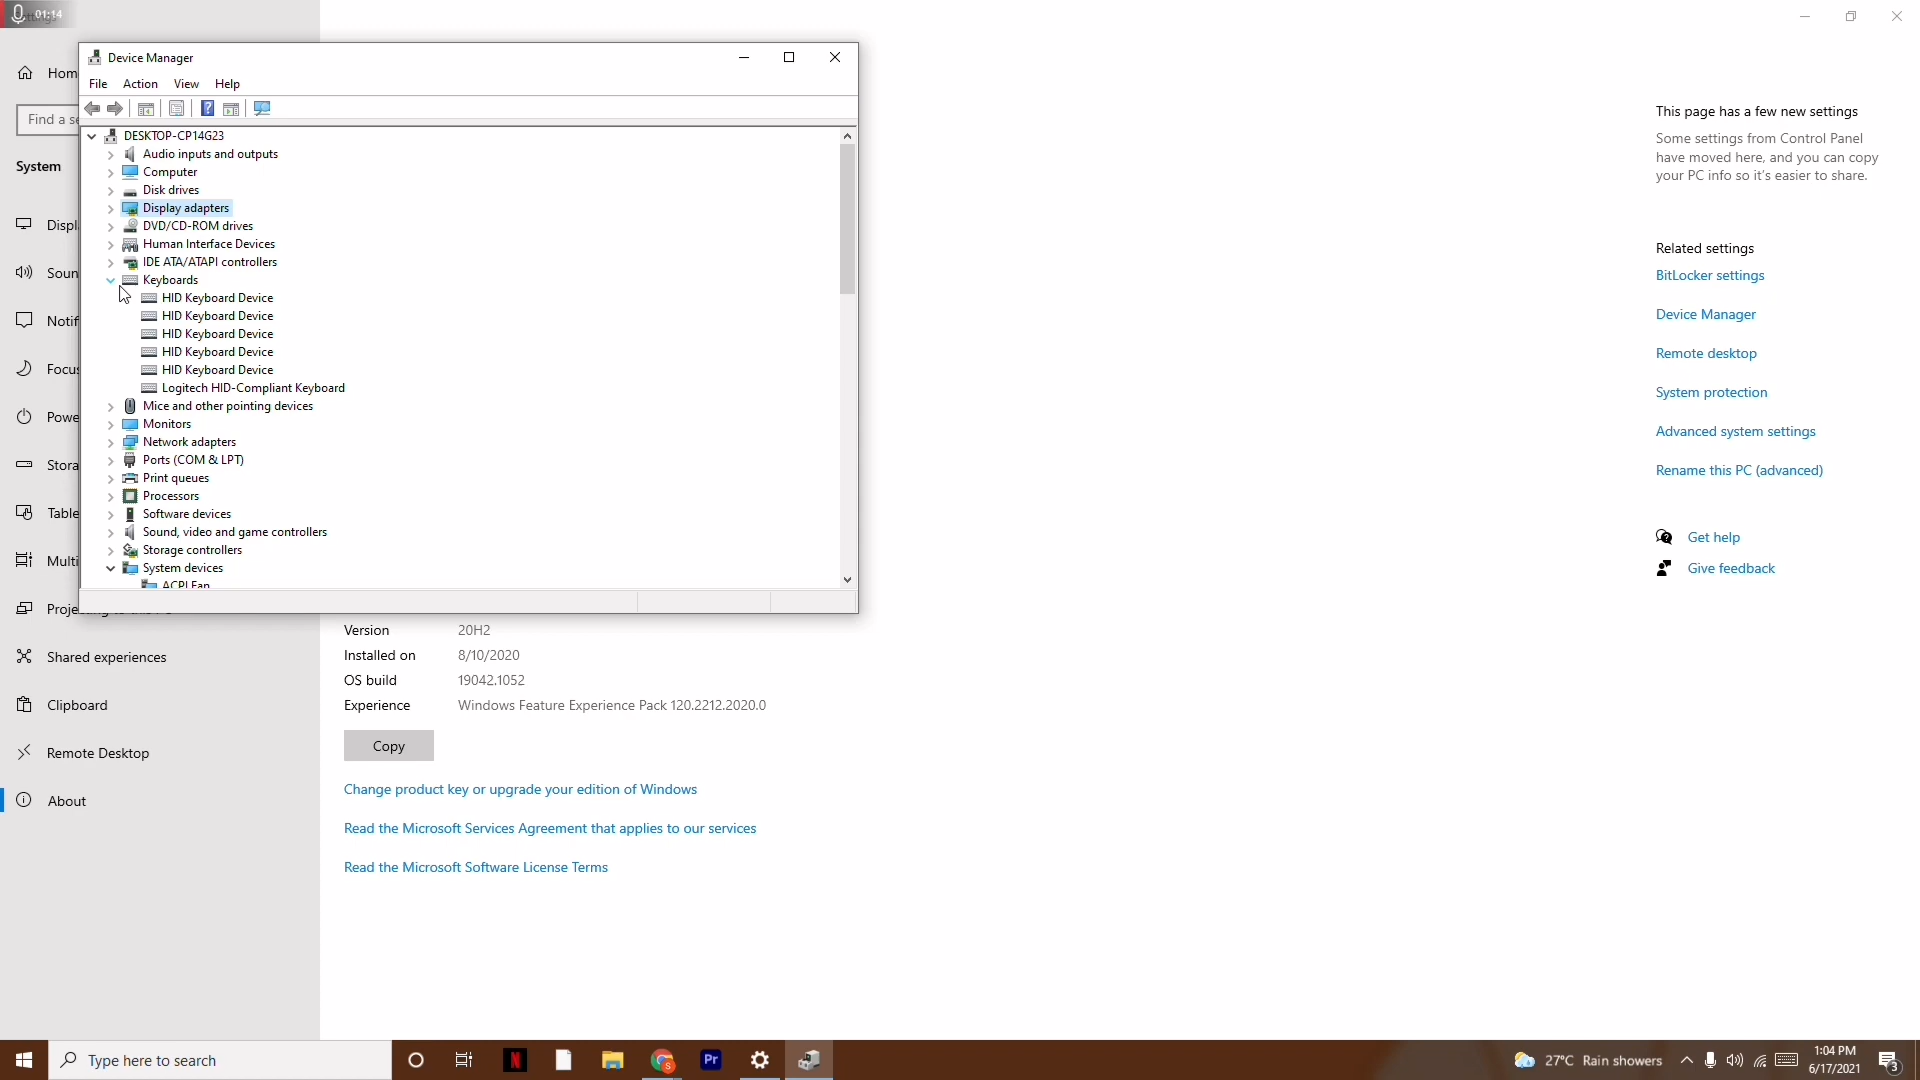 01:14
Device Manager
File Action View Help
Hom
Find a se
System
Displ
Soun
Notif
Focus
Powe
Stora
Table
Multi
Proje
Shared experiences
Clipboard
Remote Desktop
About
DESKTOP-CP14G23
Audio inputs and outputs
Computer
Disk drives
Display adapters
DVD/CD-ROM drives
Human Interface Devices
IDE ATA/ATAPI controllers
Keyboards
HID Keyboard Device
HID Keyboard Device
HID Keyboard Device
HID Keyboard Device
HID Keyboard Device
Logitech HID-Compliant Keyboard
Mice and other pointing devices
Monitors
Network adapters
Ports (COM & LPT)
Print queues
Processors
Software devices
Sound, video and game controllers
Storage controllers
System devices
ACPI Fan
Version 20H2
Installed on 8/10/2020
OS build 19042.1052
Experience Windows Feature Experience Pack 120.2212.2020.0
Copy
Change product key or upgrade your edition of Windows
Read the Microsoft Services Agreement that applies to our services
Read the Microsoft Software License Terms
This page has a few new settings
Some settings from Control Panel
have moved here, and you can copy
your PC info so it's easier to share.
Related settings
BitLocker settings
Device Manager
Remote desktop
System protection
Advanced system settings
Rename this PC (advanced)
Get help
Give feedback
Type here to search
N
S
Pr
27°C Rain showers
1:04 PM
6/17/2021
3